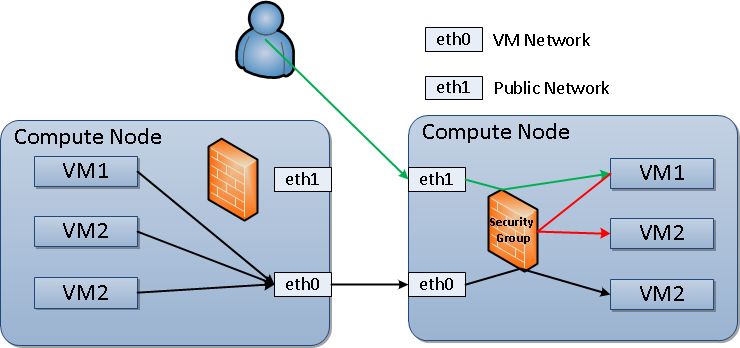 eth0 VM Network
eth1 Public Network
Compute Node
VM1
eth1
VM2
VM2
eth0
Compute Node
eth1
VM1
Security
Group
VM2
eth0
VM2